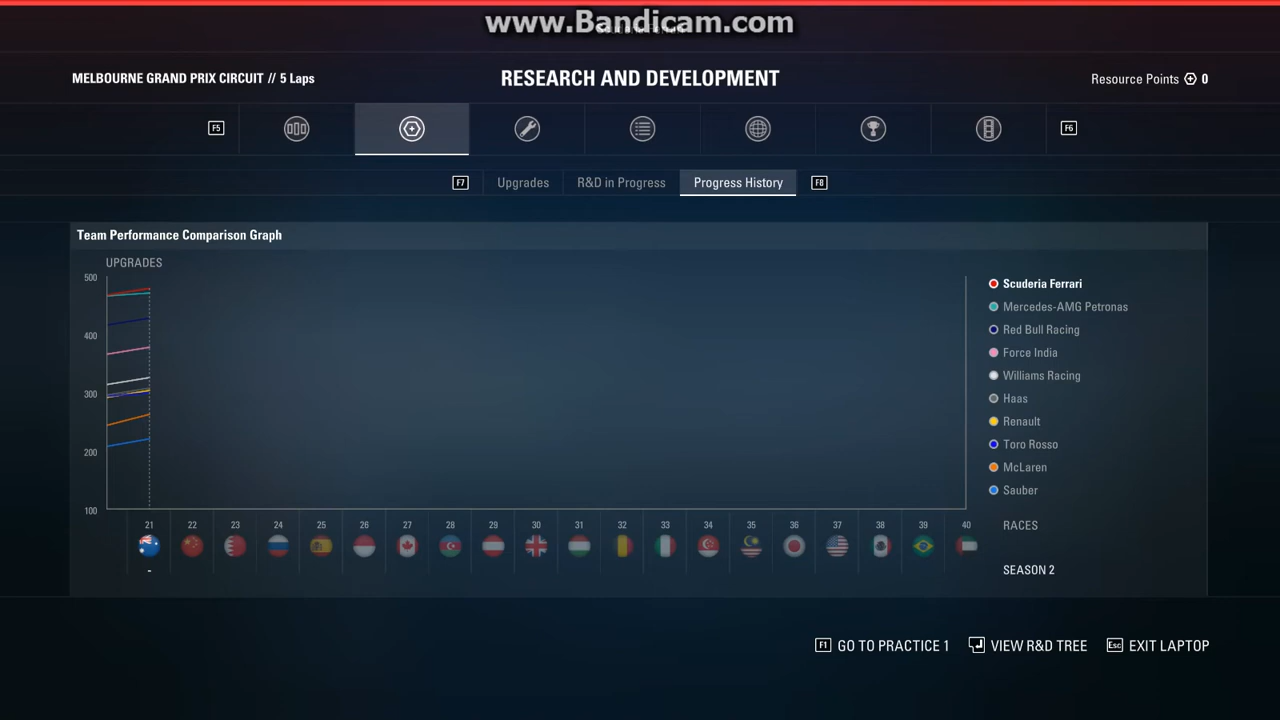 www.Bandicam.com
MELBOURNE GRAND PRIX CIRCUIT // 5 Laps
RESEARCH AND DEVELOPMENT
Resource Points 0
F5
F6
F7 Upgrades R&D in Progress Progress History F8
Team Performance Comparison Graph
UPGRADES
500
400
300
200
100
Scuderia Ferrari
Mercedes-AMG Petronas
Red Bull Racing
Force India
Williams Racing
Haas
Renault
Toro Rosso
McLaren
Sauber
21 22 23 24 25 26 27 28 29 30 31 32 33 34 35 36 37 38 39 40 RACES
-
SEASON 2
F1 GO TO PRACTICE 1 VIEW R&D TREE Esc EXIT LAPTOP